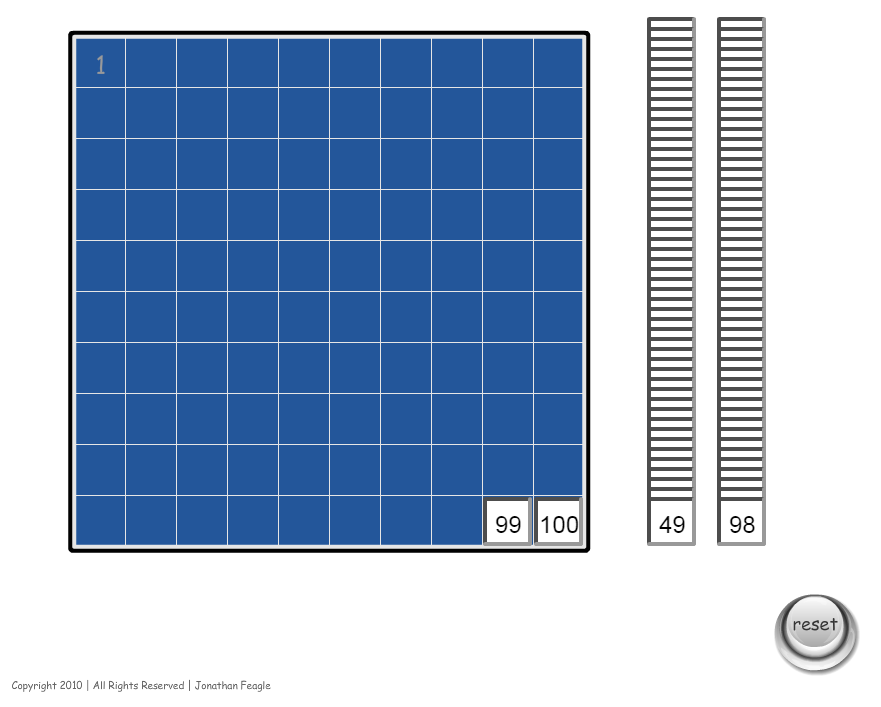 1
99 100 49 98
reset
Copyright 2010 | All Rights Reserved | Jonathan Feagle